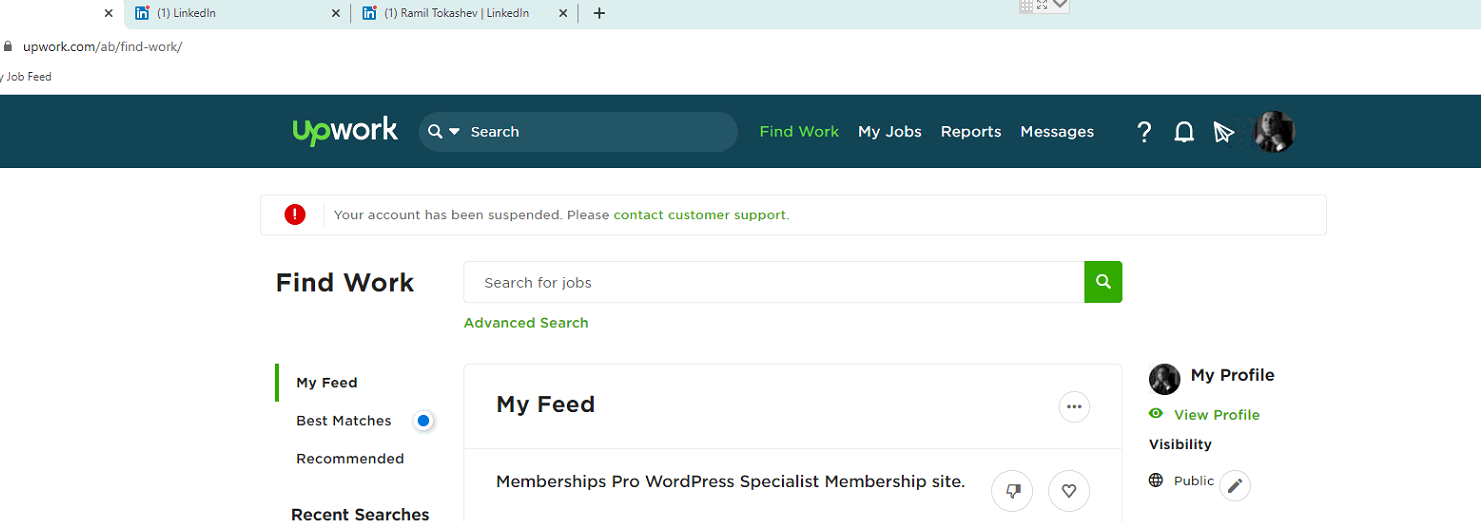 (1) LinkedIn
(1) Ramil Tokashev | LinkedIn
upwork.com/ab/find-work/
Job Feed
upwork
Search
Find Work
My Jobs
Reports
Messages
Your account has been suspended. Please contact customer support.
Find Work
Search for jobs
Advanced Search
My Feed
Best Matches
Recommended
Recent Searches
My Feed
Memberships Pro WordPress Specialist Membership site.
My Profile
View Profile
Visibility
Public